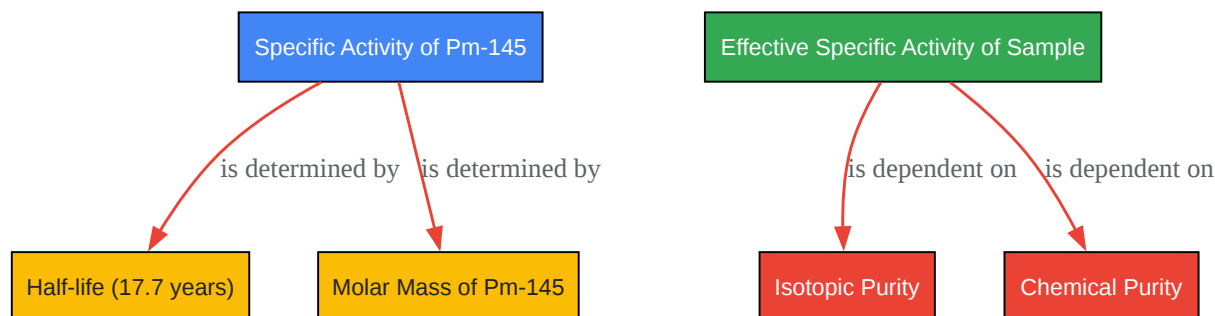 Specific Activity of Pm-145
Effective Specific Activity of Sample
is determined by
is determined by
is dependent on
is dependent on
Half-life (17.7 years)
Molar Mass of Pm-145
Isotopic Purity
Chemical Purity